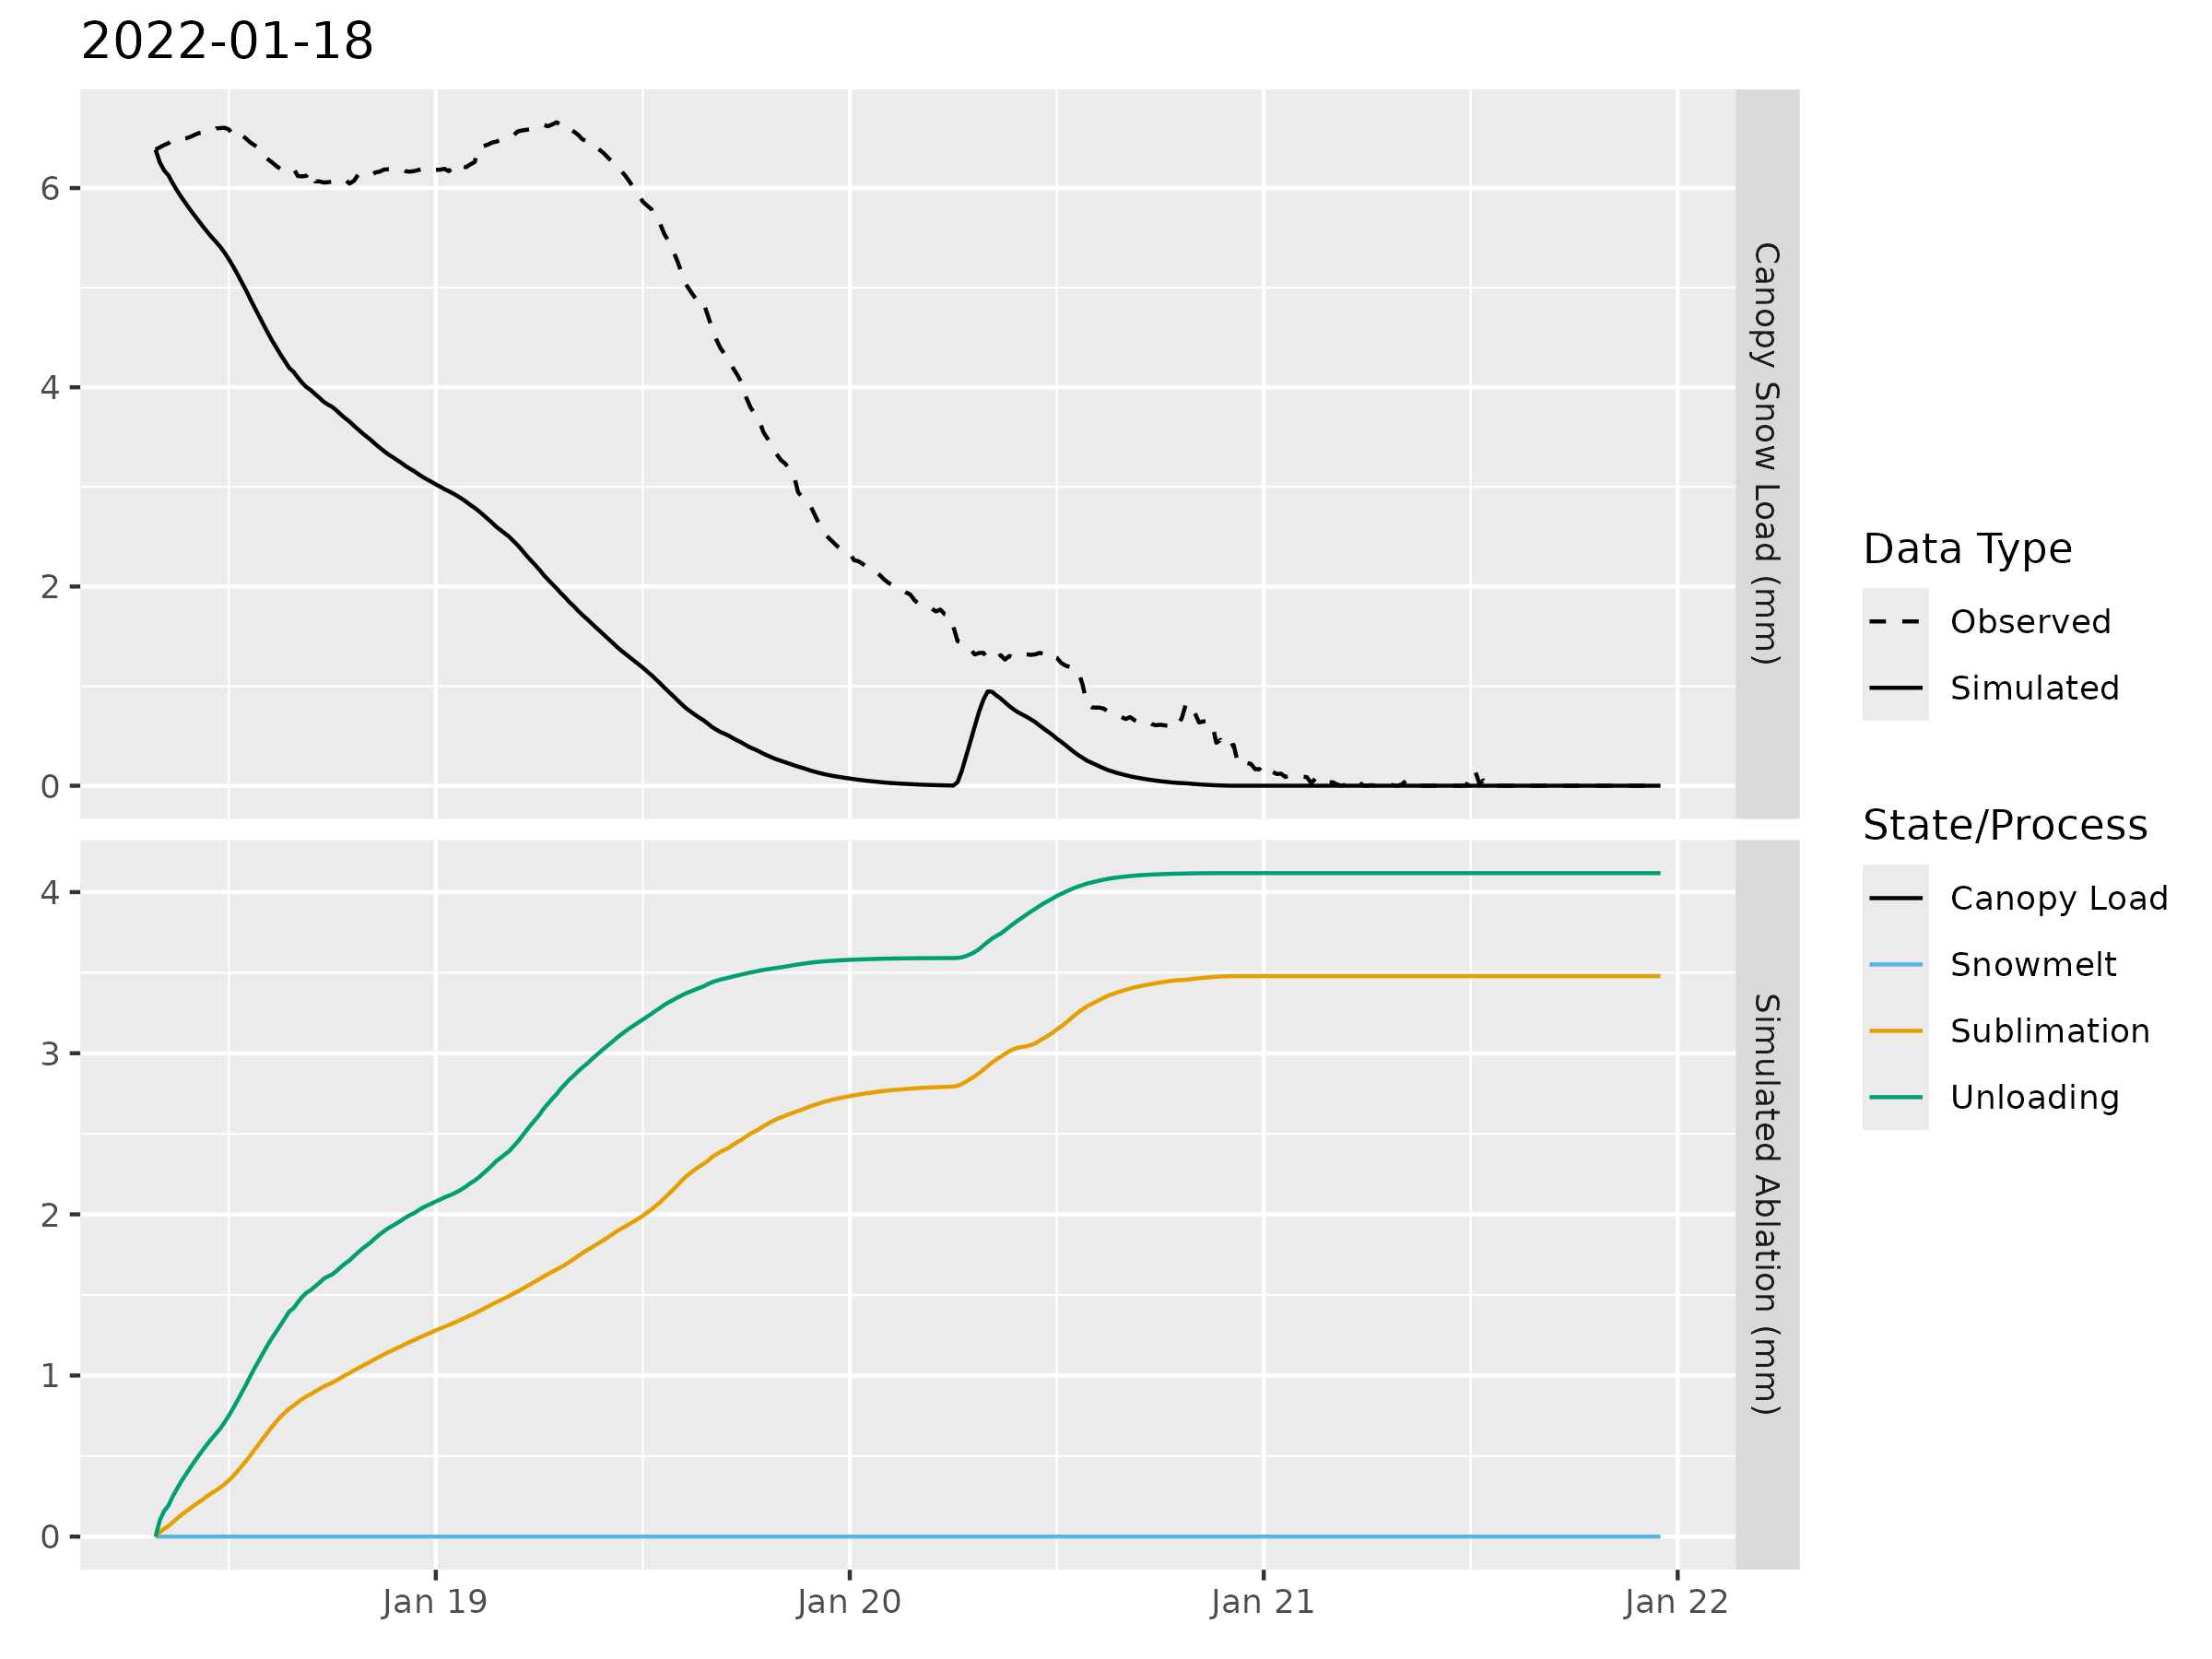 2022-01-18
6
4
2
0
Canopy Snow Load (mm)
4
3
2
1
0
Simulated Ablation (mm)
Jan 19
Jan 20
Jan 21
Jan 22
Data Type
Observed
Simulated
State/Process
Canopy Load
Snowmelt
Sublimation
Unloading